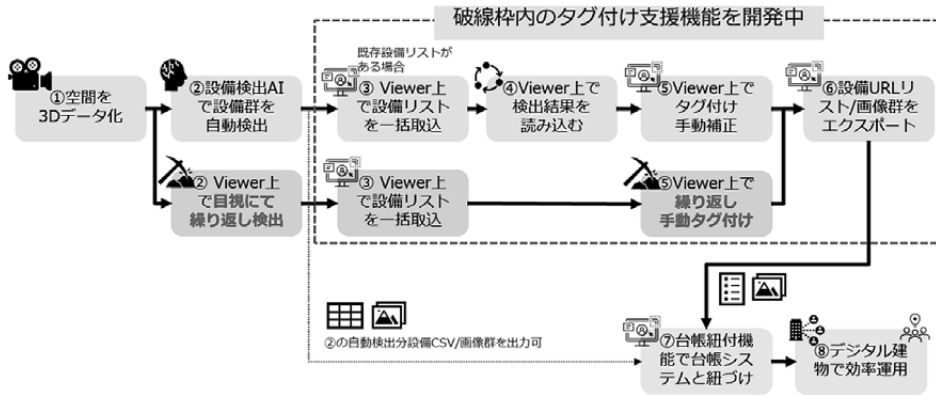 破線枠内のタグ付け支援機能を開発中
既存設備リストが
ある場合
①空間を
3Dデータ化
②設備検出AI
で設備群を
自動検出
③ Viewer上
で設備リスト
を一括取込
④Viewer上で
検出結果を
読み込む
⑤Viewer上で
タグ付け
手動補正
⑥設備URLリ
スト/画像群を
エクスポート
② Viewer上
で目視にて
繰り返し検出
③ Viewer上
で設備リスト
を一括取込
⑤Viewer上で
繰り返し
手動タグ付け
②の自動検出分設備CSV/画像群を出力可
⑦台帳紐付機
能で台帳シス
テムと紐づけ
⑧デジタル建
物で効率運用